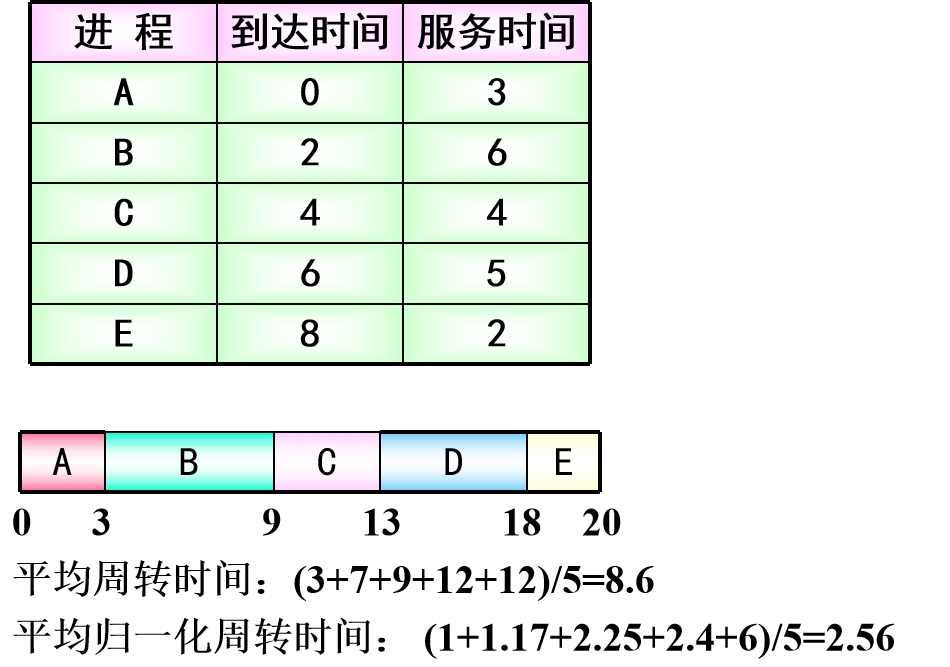 进 程 到达时间 服务时间
A 0 3
B 2 6
C 4 4
D 6 5
E 8 2
A B C D E
0 3 9 13 18 20
平均周转时间：(3+7+9+12+12)/5=8.6
平均归一化周转时间： (1+1.17+2.25+2.4+6)/5=2.56